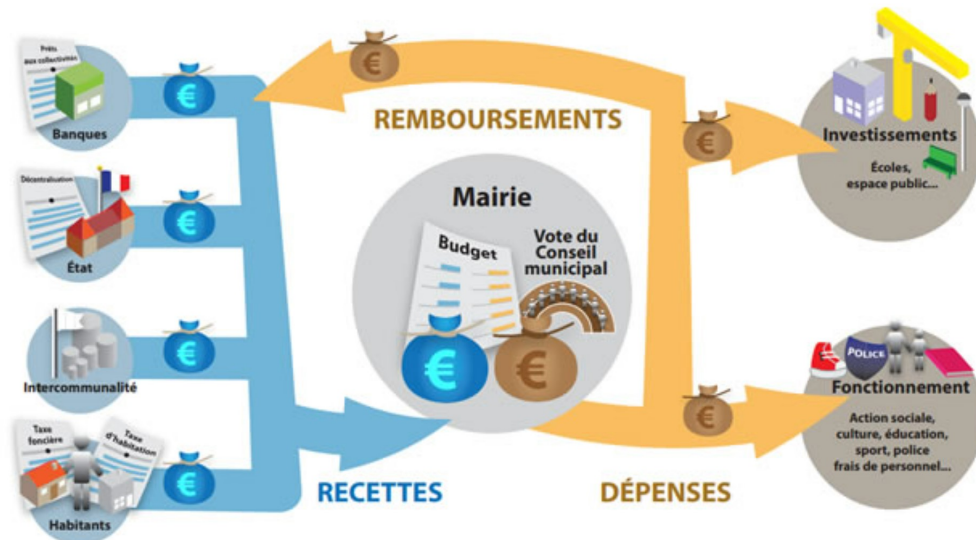 Prêts
aux collectivités
Banques
Décentralisation
État
Intercommunalité
Taxe
foncière
Taxe
d'habitation
Habitants
RECETTES
REMBOURSEMENTS
Mairie
Budget
Vote du
Conseil
municipal
DÉPENSES
Investissements
Écoles,
espace public...
POLICE
Fonctionnement
Action sociale,
culture, éducation,
sport, police
frais de personnel...